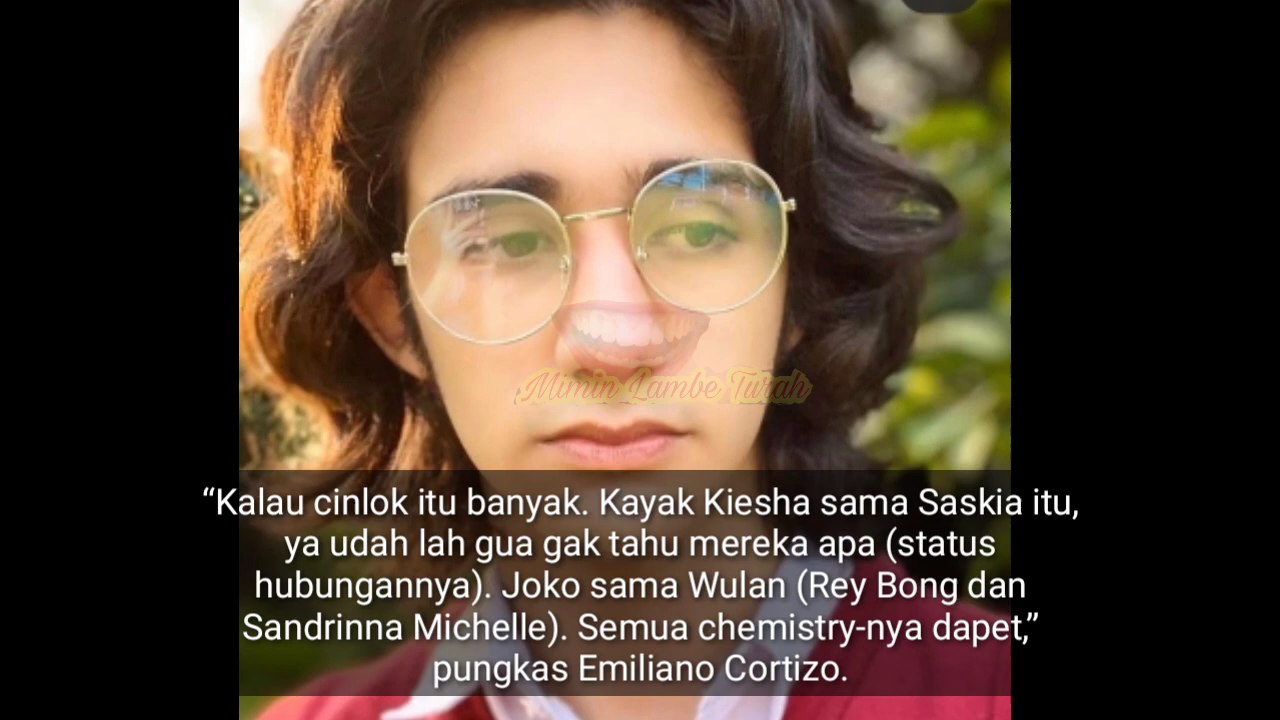 Mimin Lambe Turah
“Kalau cinlok itu banyak. Kayak Kiesha sama Saskia itu,
ya udah lah gua gak tahu mereka apa (status
hubungannya). Joko sama Wulan (Rey Bong dan
Sandrinna Michelle). Semua chemistry-nya dapet,”
pungkas Emiliano Cortizo.